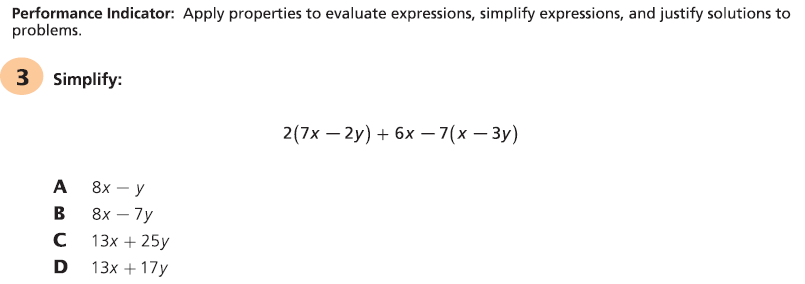 Performance Indicator: Apply properties to evaluate expressions, simplify expressions, and justify solutions to
problems.
3 Simplify:
2(7x – 2y) + 6x – 7(x – 3y)
A 8x – y
B 8x – 7y
C 13x + 25y
D 13x + 17y